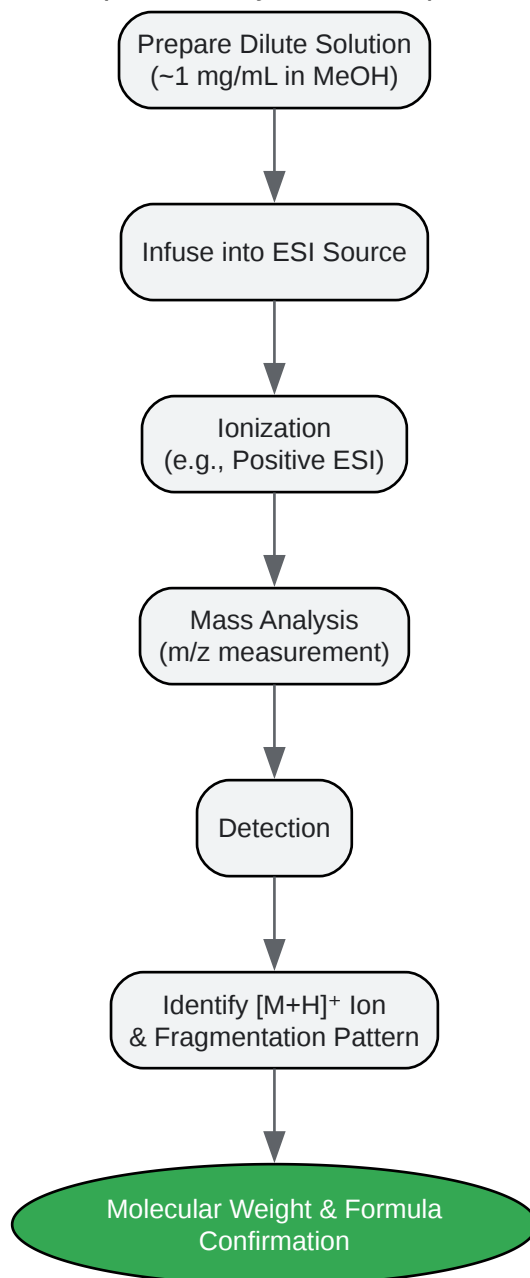 Prepare Dilute Solution
(~1 mg/mL in MeOH)
Infuse into ESI Source
Ionization
(e.g., Positive ESI)
Mass Analysis
(m/z measurement)
Detection
Identify [M+H]⁺ Ion
& Fragmentation Pattern
Molecular Weight & Formula
Confirmation